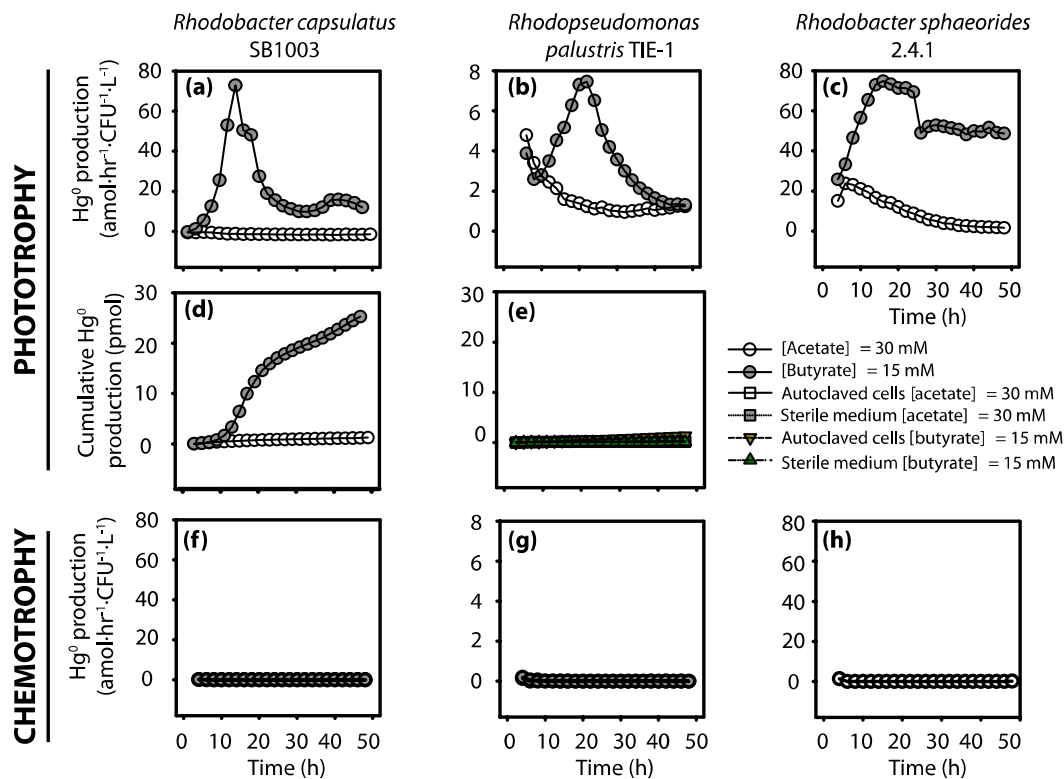 Rhodobacter capsulatus
SB1003
Rhodopseudomonas
palustris TIE-1
Rhodobacter sphaeorides
2.4.1
PHOTOTROPHY
Hg⁰ production
(amol·hr⁻¹·CFU⁻¹·L⁻¹)
80
60
40
20
0
(a)
8
6
4
2
0
(b)
80
60
40
20
0
(c)
0 10 20 30 40 50
Time (h)
Cumulative Hg⁰
production (pmol)
30
20
10
0
(d)
30
20
10
0
(e)
[Acetate] = 30 mM
[Butyrate] = 15 mM
Autoclaved cells [acetate] = 30 mM
Sterile medium [acetate] = 30 mM
Autoclaved cells [butyrate] = 15 mM
Sterile medium [butyrate] = 15 mM
CHEMOTROPHY
Hg⁰ production
(amol·hr⁻¹·CFU⁻¹·L⁻¹)
80
60
40
20
0
(f)
0 10 20 30 40 50
Time (h)
8
6
4
2
0
(g)
0 10 20 30 40 50
Time (h)
80
60
40
20
0
(h)
0 10 20 30 40 50
Time (h)